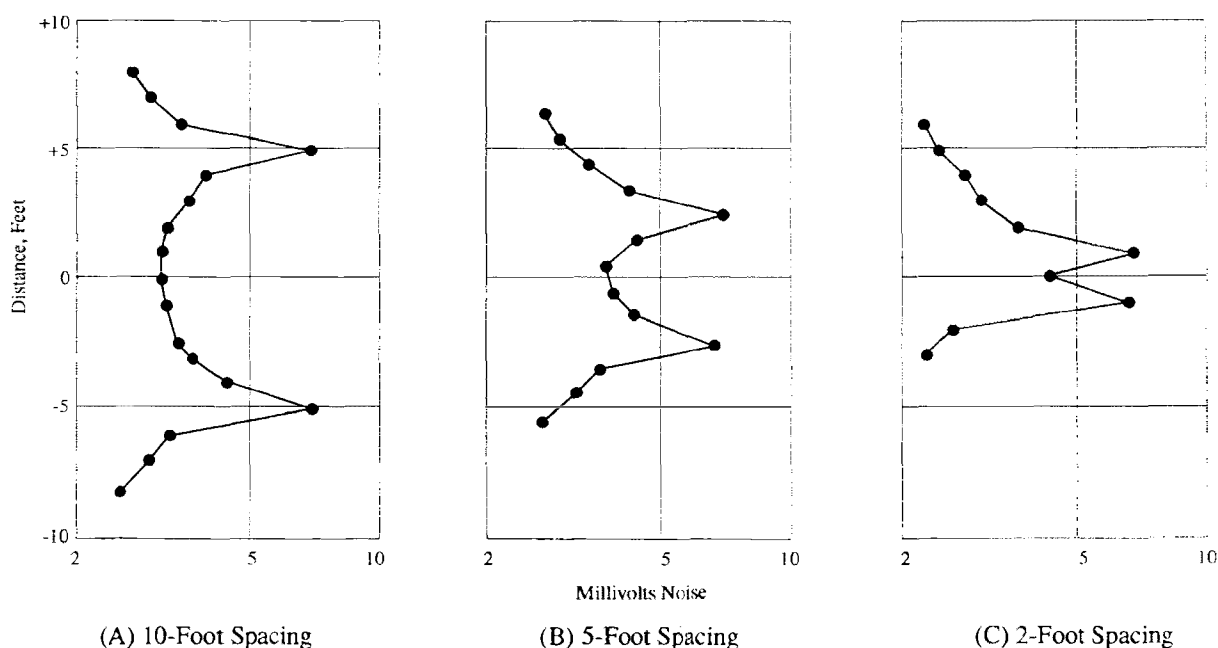 +10
+5
0
-5
-10
Distance, Feet
2 5 10
2 5 10
2 5 10
Millivolts Noise
(A) 10-Foot Spacing
(B) 5-Foot Spacing
(C) 2-Foot Spacing